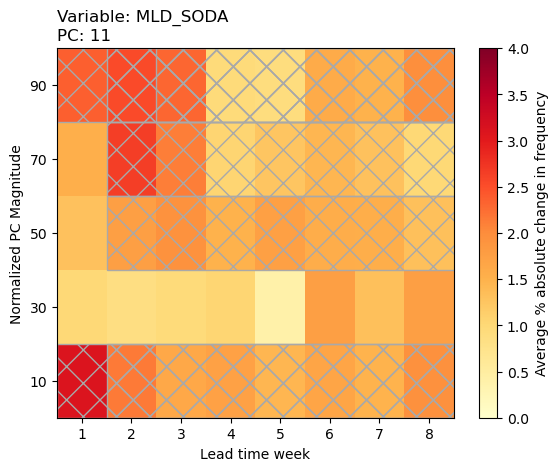 Variable: MLD_SODA
PC: 11
90
70
50
30
10
Normalized PC Magnitude
1 2 3 4 5 6 7 8
Lead time week
4.0
3.5
3.0
2.5
2.0
1.5
1.0
0.5
0.0
Average % absolute change in frequency